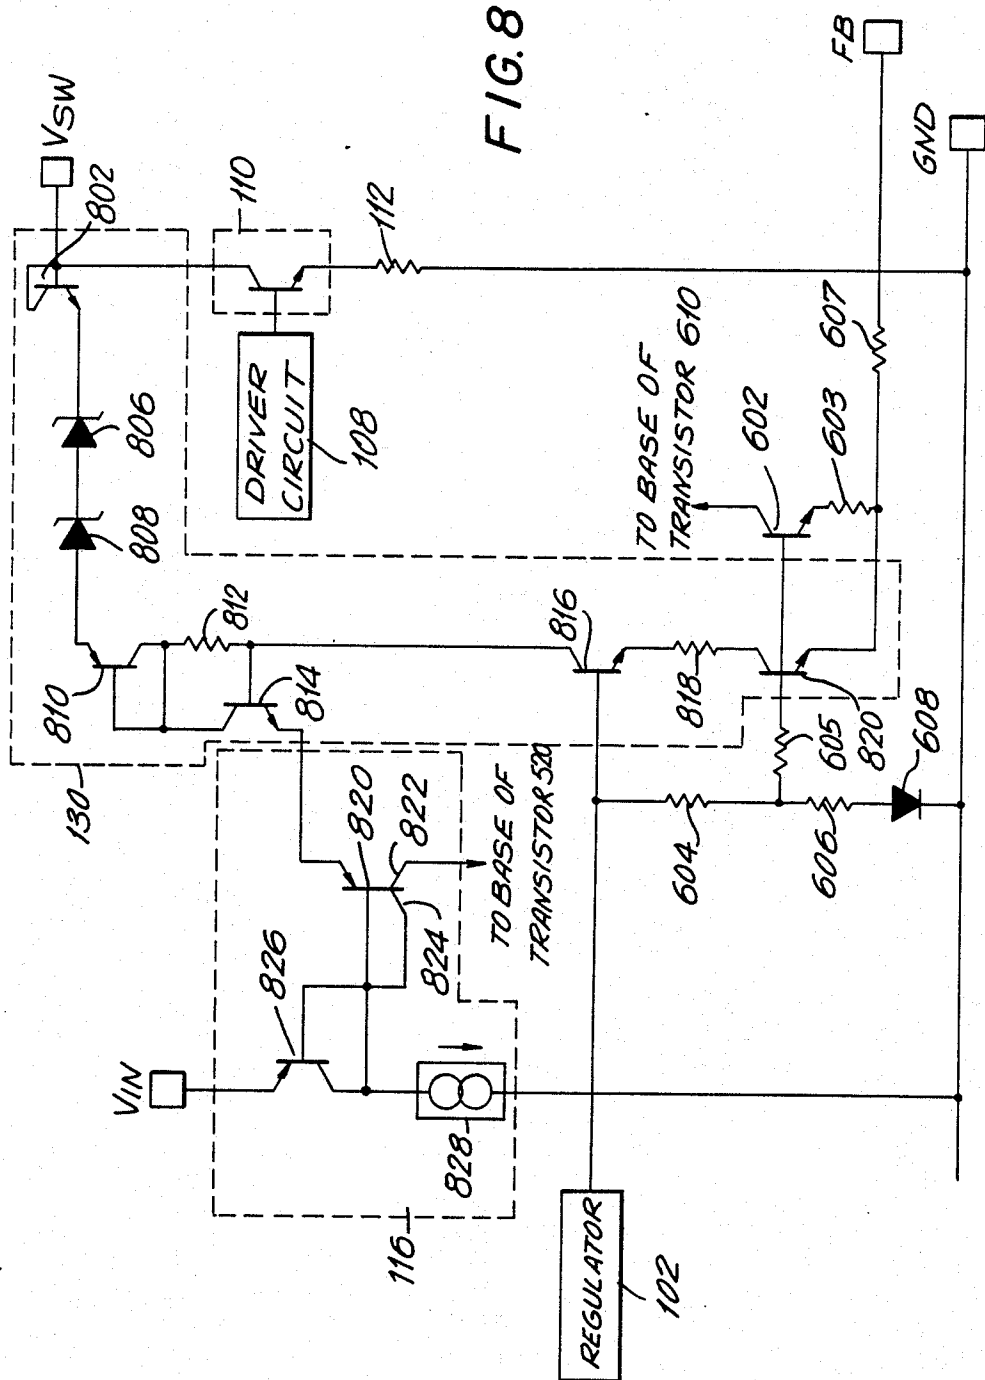 FIG. 8
VSW
802
110
112
806
808
DRIVER
CIRCUIT
108
FB
GND
810
812
814
816
818
820
TO BASE OF
TRANSISTOR 610
602
603
607
605
608
604
606
130
820
822
824
TO BASE OF
TRANSISTOR 520
826
VIN
828
116
REGULATOR
102